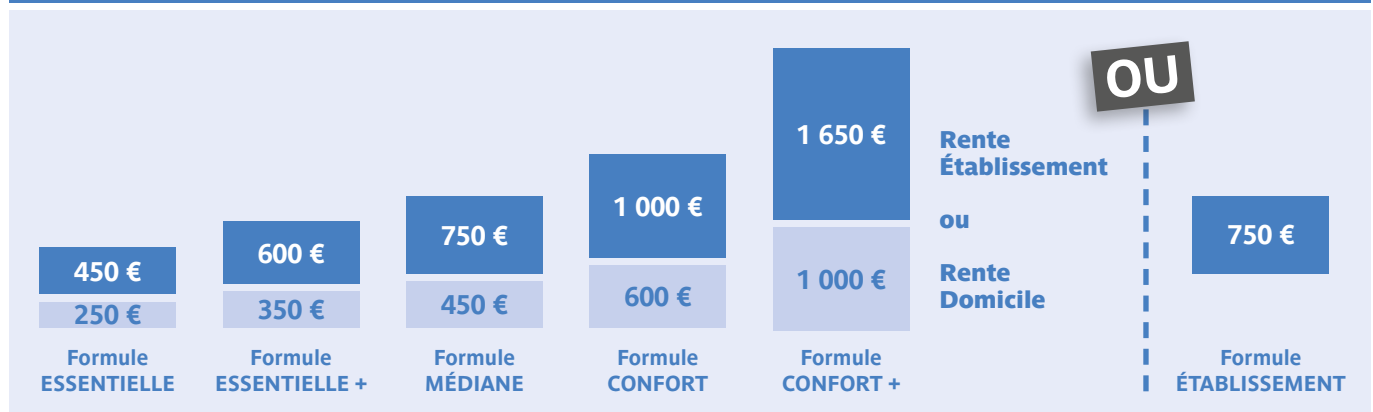 450 €
250 €
Formule
ESSENTIELLE
600 €
350 €
Formule
ESSENTIELLE +
750 €
450 €
Formule
MÉDIANE
1 000 €
600 €
Formule
CONFORT
1 650 €
1 000 €
Formule
CONFORT +
Rente
Établissement
ou
Rente
Domicile
OU
750 €
Formule
ÉTABLISSEMENT